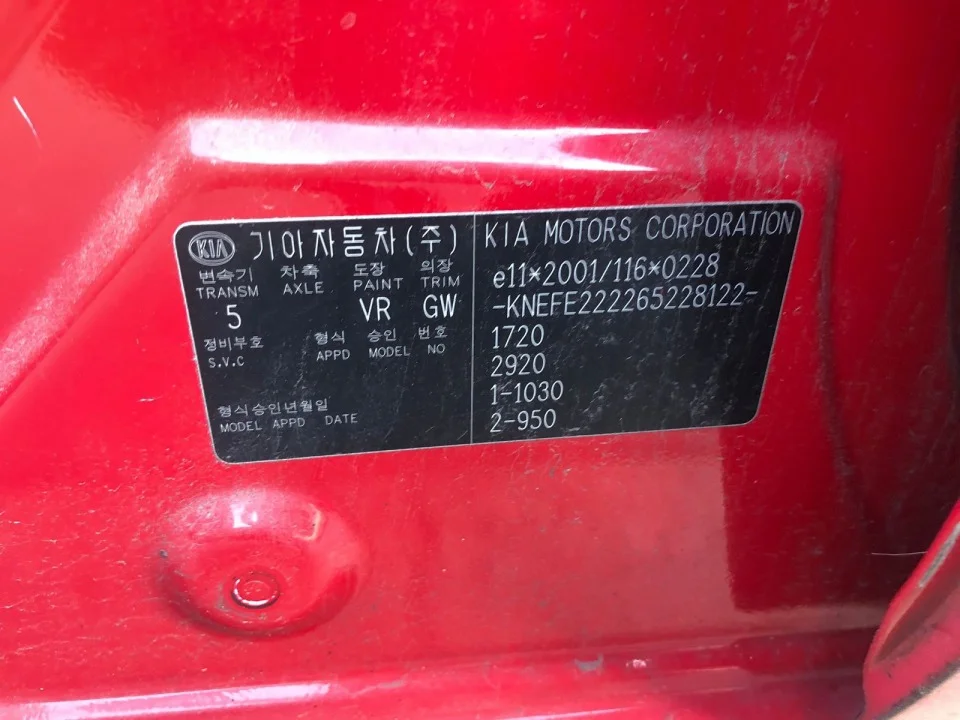 KIA 기아자동차(주)
변속기 차축 도장 의장
TRANSM AXLE PAINT TRIM
5 VR GW
정비부호 형식 승인 번호
S.V.C APPD MODEL NO
형식승인년월일
MODEL APPD DATE
KIA MOTORS CORPORATION
e11*2001/116*0228
-KNEFE222265228122-
1720
2920
1-1030
2-950